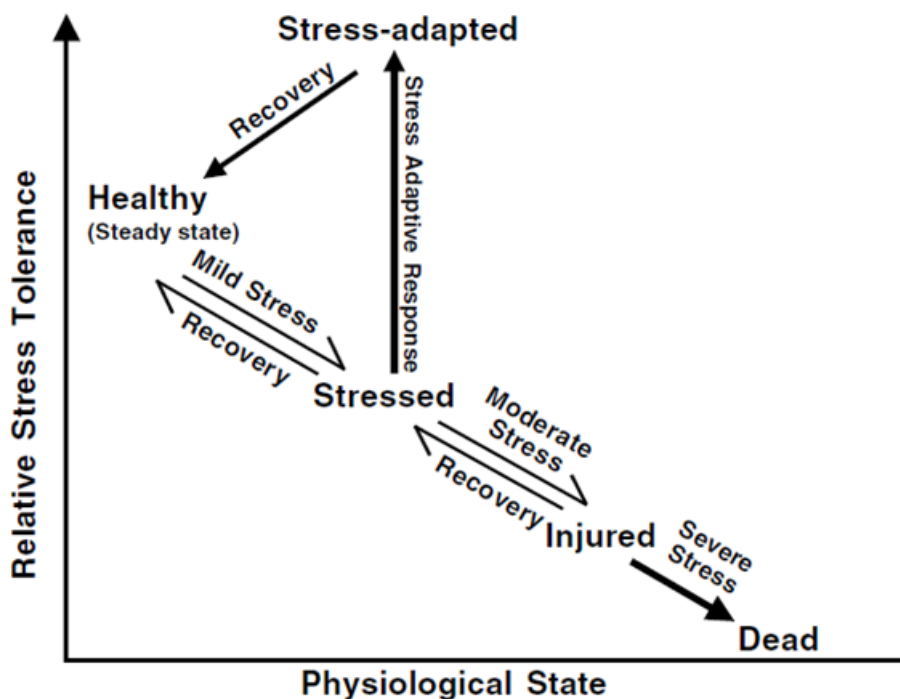 Stress-adapted
Recovery
Stress Adaptive Response
Healthy
(Steady state)
Mild Stress
Recovery
Stressed
Moderate
Stress
Recovery
Injured
Severe
Stress
Dead
Relative Stress Tolerance
Physiological State